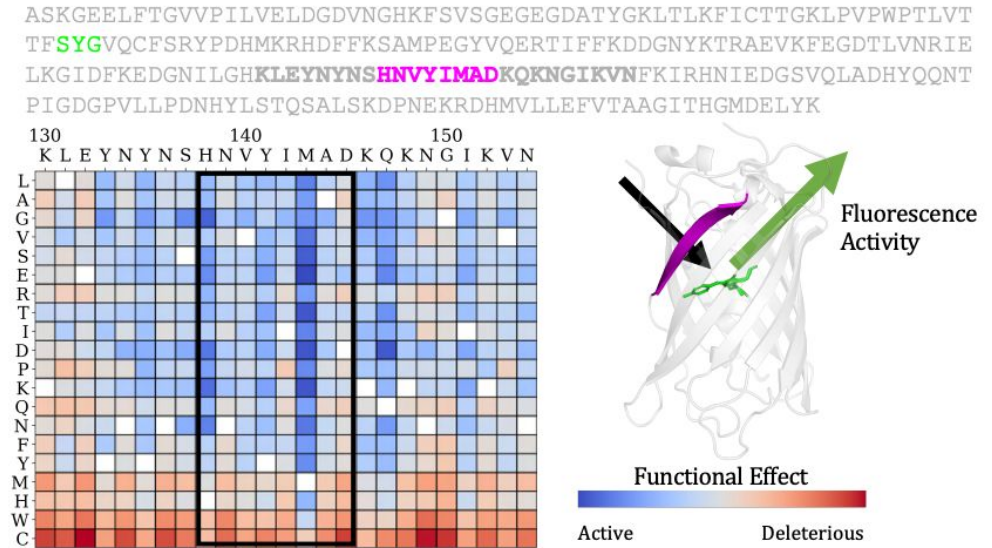 ASKGEELFTGVVPILVELDGDVNGHKFSVSGEGEGDATYGKLTLKFICTTGKLPVPWPTLVT
TFSYGVQCFSRYPDHMKRHDFFKSAMPEGYVQERTIFFKDDGNYKTRAEVKFEGDTLVNRIE
LKGIDFKEDGNILGHKLEYNYNSHNVYIMADKQKNGIKVNFKIRHNIEDGSVQLADHYQQNT
PIGDGPVLLPDNHYLSTQSALSKDPNEKRDHMVLLEFVTAAGITHGMDELYK
130 140 150
K L E Y N Y N S H N V Y I M A D K Q K N G I K V N
L
A
G
V
S
E
R
T
I
D
P
K
Q
N
F
Y
M
H
W
C
Fluorescence
Activity
Functional Effect
Active Deleterious